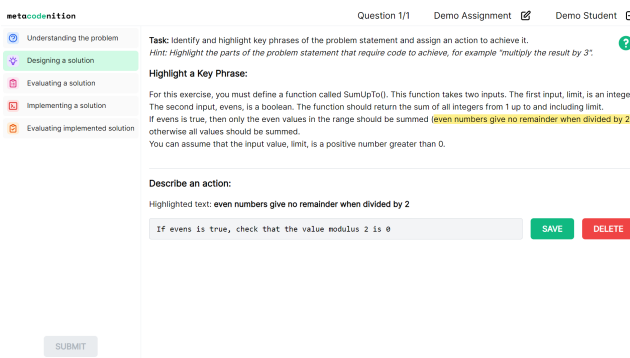 metacodenition
Question 1/1
Demo Assignment
Demo Student
Understanding the problem
Designing a solution
Evaluating a solution
Implementing a solution
Evaluating implemented solution
SUBMIT
Task: Identify and highlight key phrases of the problem statement and assign an action to achieve it.
Hint: Highlight the parts of the problem statement that require code to achieve, for example "multiply the result by 3".
?
Highlight a Key Phrase:
For this exercise, you must define a function called SumUpTo(). This function takes two inputs. The first input, limit, is an intege
The second input, evens, is a boolean. The function should return the sum of all integers from 1 up to and including limit.
If evens is true, then only the even values in the range should be summed (even numbers give no remainder when divided by 2
otherwise all values should be summed.
You can assume that the input value, limit, is a positive number greater than 0.
Describe an action:
Highlighted text: even numbers give no remainder when divided by 2
If evens is true, check that the value modulus 2 is 0
SAVE
DELETE